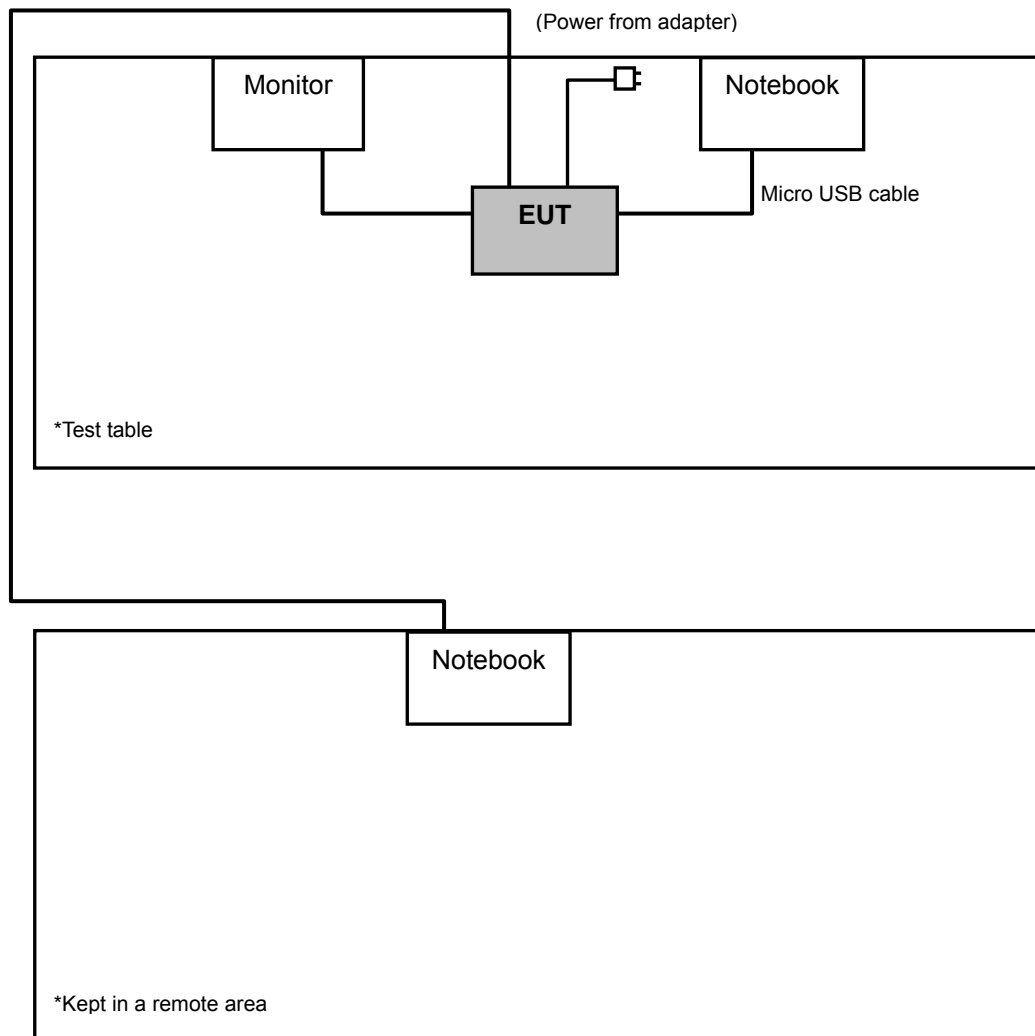 (Power from adapter)
Monitor
Notebook
Micro USB cable
EUT
*Test table
Notebook
*Kept in a remote area